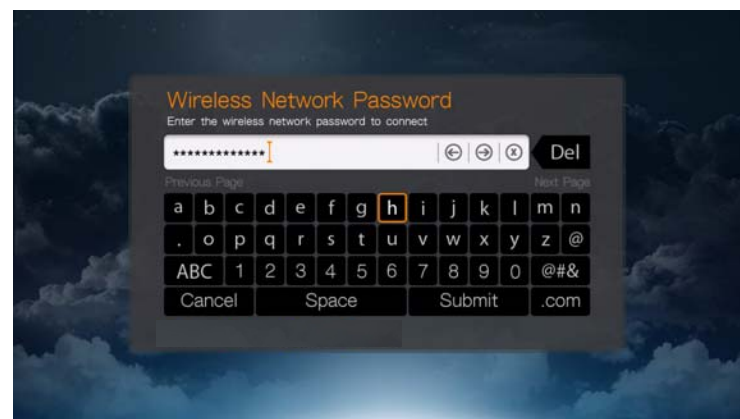 Wireless Network Password
Enter the wireless network password to connect
************** Del
Previous Page Next Page
a b c d e f g h i j k l m n
. o p q r s t u v w x y z @
ABC 1 2 3 4 5 6 7 8 9 0 @#&
Cancel Space Submit .com